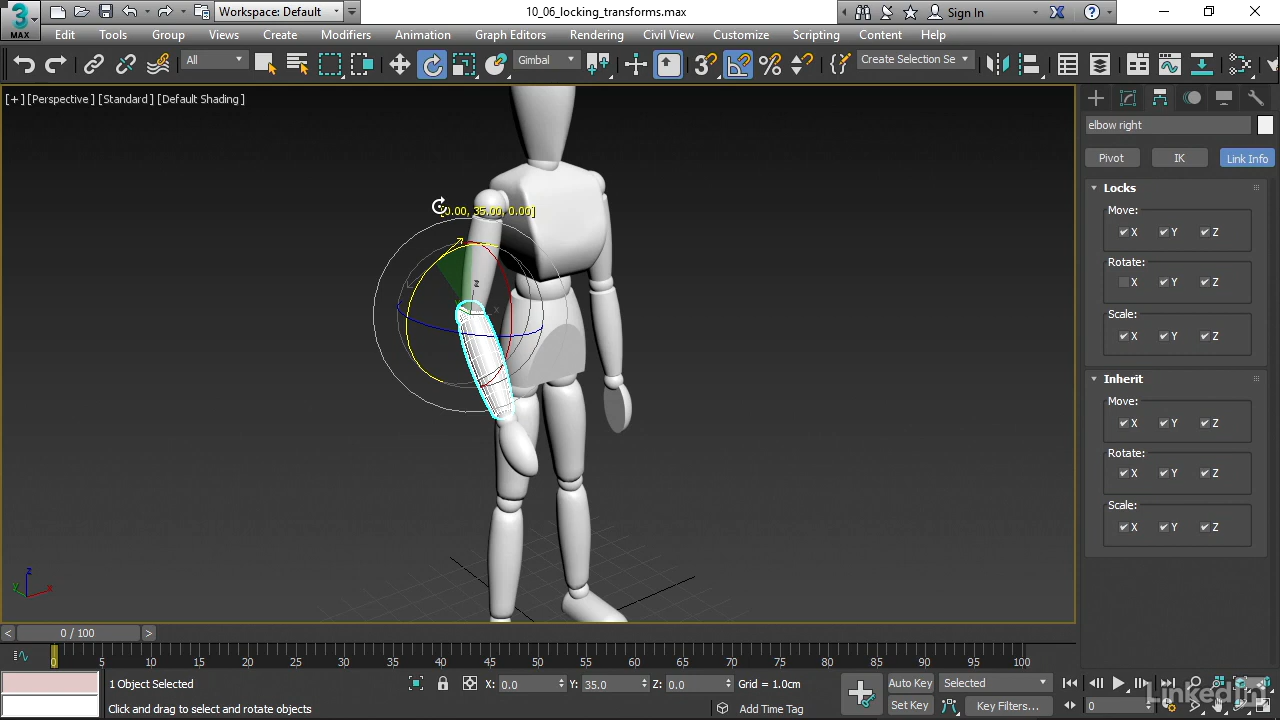 3
MAX
Workspace: Default
10_06_locking_transforms.max
Sign In
Edit Tools Group Views Create Modifiers Animation Graph Editors Rendering Civil View Customize Scripting Content Help
All
Gimbal
3
Create Selection Se
[+] [Perspective ] [Standard ] [Default Shading ]
elbow right
Pivot IK Link Info
Locks
Move:
X Y Z
Rotate:
X Y Z
Scale:
X Y Z
Inherit
Move:
X Y Z
Rotate:
X Y Z
Scale:
X Y Z
[0.00, 35.00, 0.00]
z
x
z
y x
< 0 / 100 >
0 5 10 15 20 25 30 35 40 45 50 55 60 65 70 75 80 85 90 95 100
1 Object Selected
X: 0.0 Y: 35.0 Z: 0.0 Grid = 1.0cm
Auto Key Selected
Click and drag to select and rotate objects
Add Time Tag
Set Key Key Filters... 0
LinkedIn